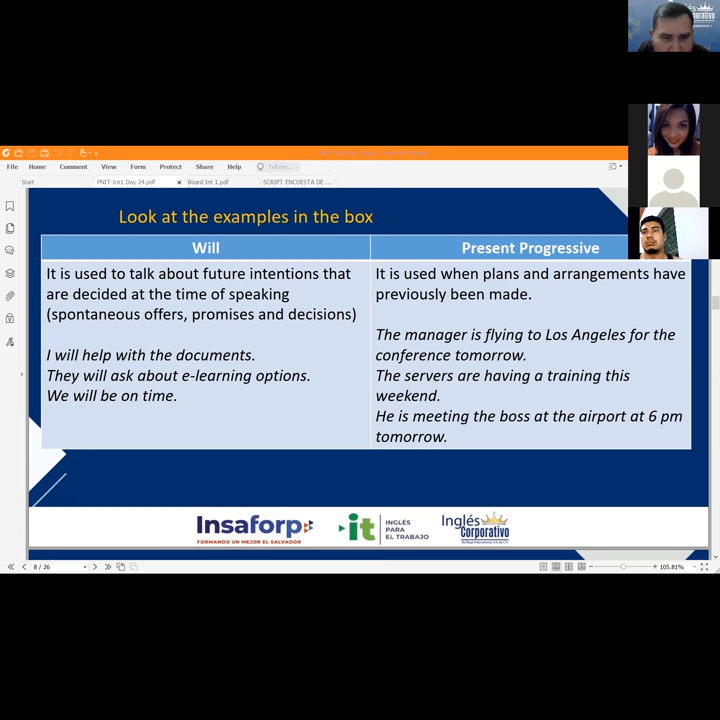 Inglés
Corporativo
File Home Comment View Form Protect Share Help Tell me...
Start PNIT-Int1 Day 24.pdf Board Int 1.pdf SCRIPT ENCUESTA DE ...
Look at the examples in the box
Will
It is used to talk about future intentions that
are decided at the time of speaking
(spontaneous offers, promises and decisions)
I will help with the documents.
They will ask about e-learning options.
We will be on time.
Present Progressive
It is used when plans and arrangements have
previously been made.
The manager is flying to Los Angeles for the
conference tomorrow.
The servers are having a training this
weekend.
He is meeting the boss at the airport at 6 pm
tomorrow.
Insaforp
FORMANDO UN MEJOR EL SALVADOR
it
INGLÉS
PARA
EL TRABAJO
Inglés
Corporativo
8 / 26
105.81%